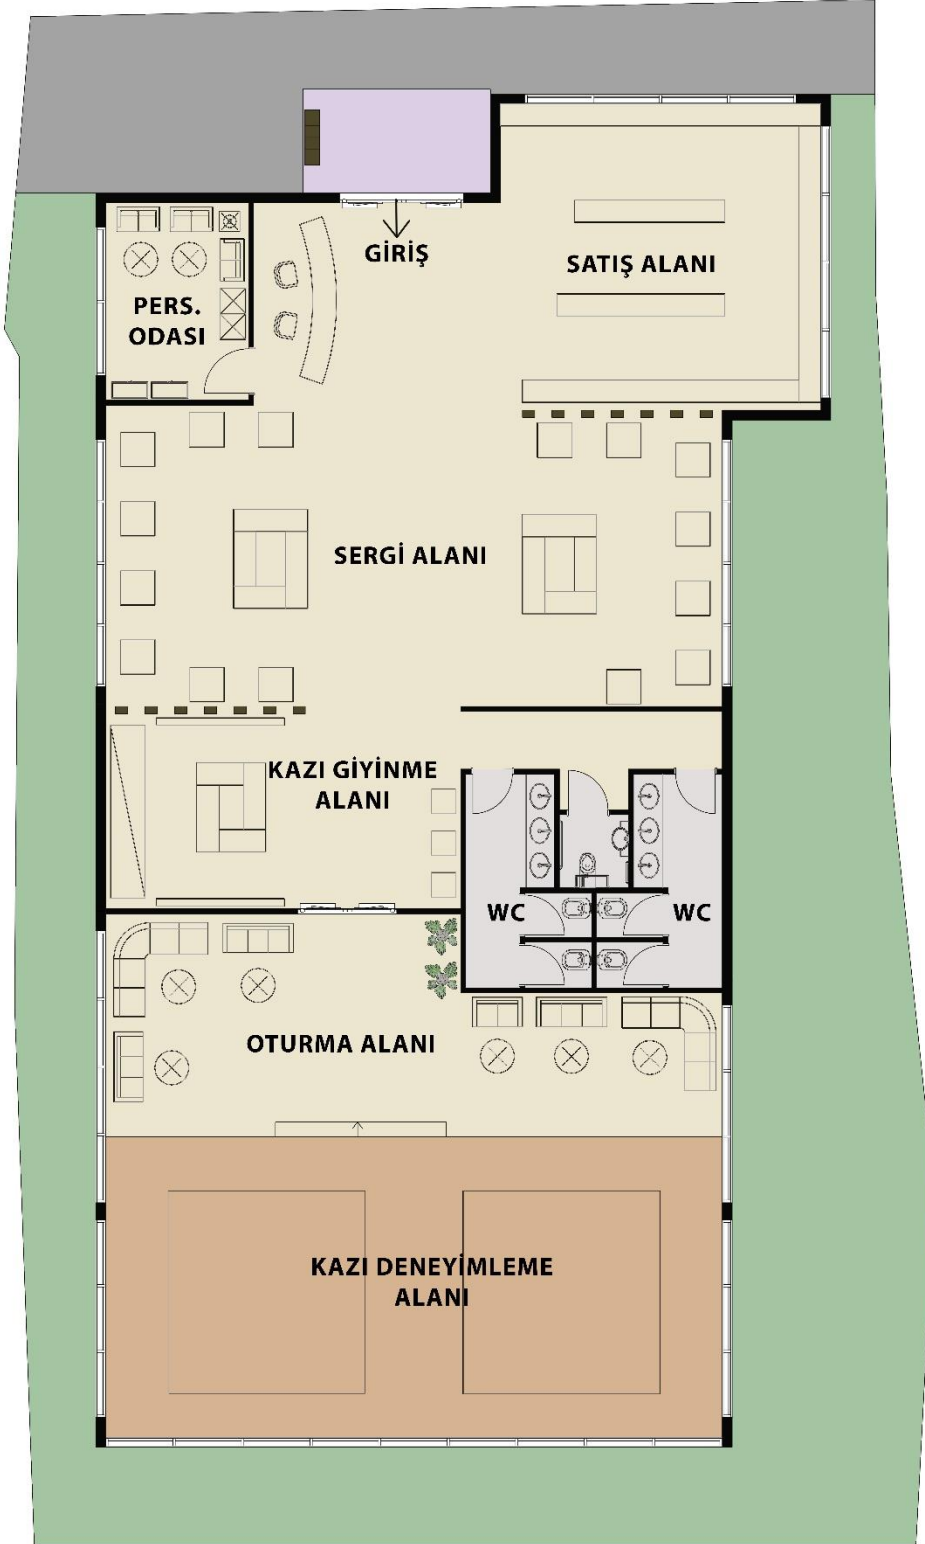 GİRİŞ
SATIŞ ALANI
PERS.
ODASI
SERGİ ALANI
KAZI GİYİNME
ALANI
WC
WC
OTURMA ALANI
KAZI DENEYİMLEME
ALANI